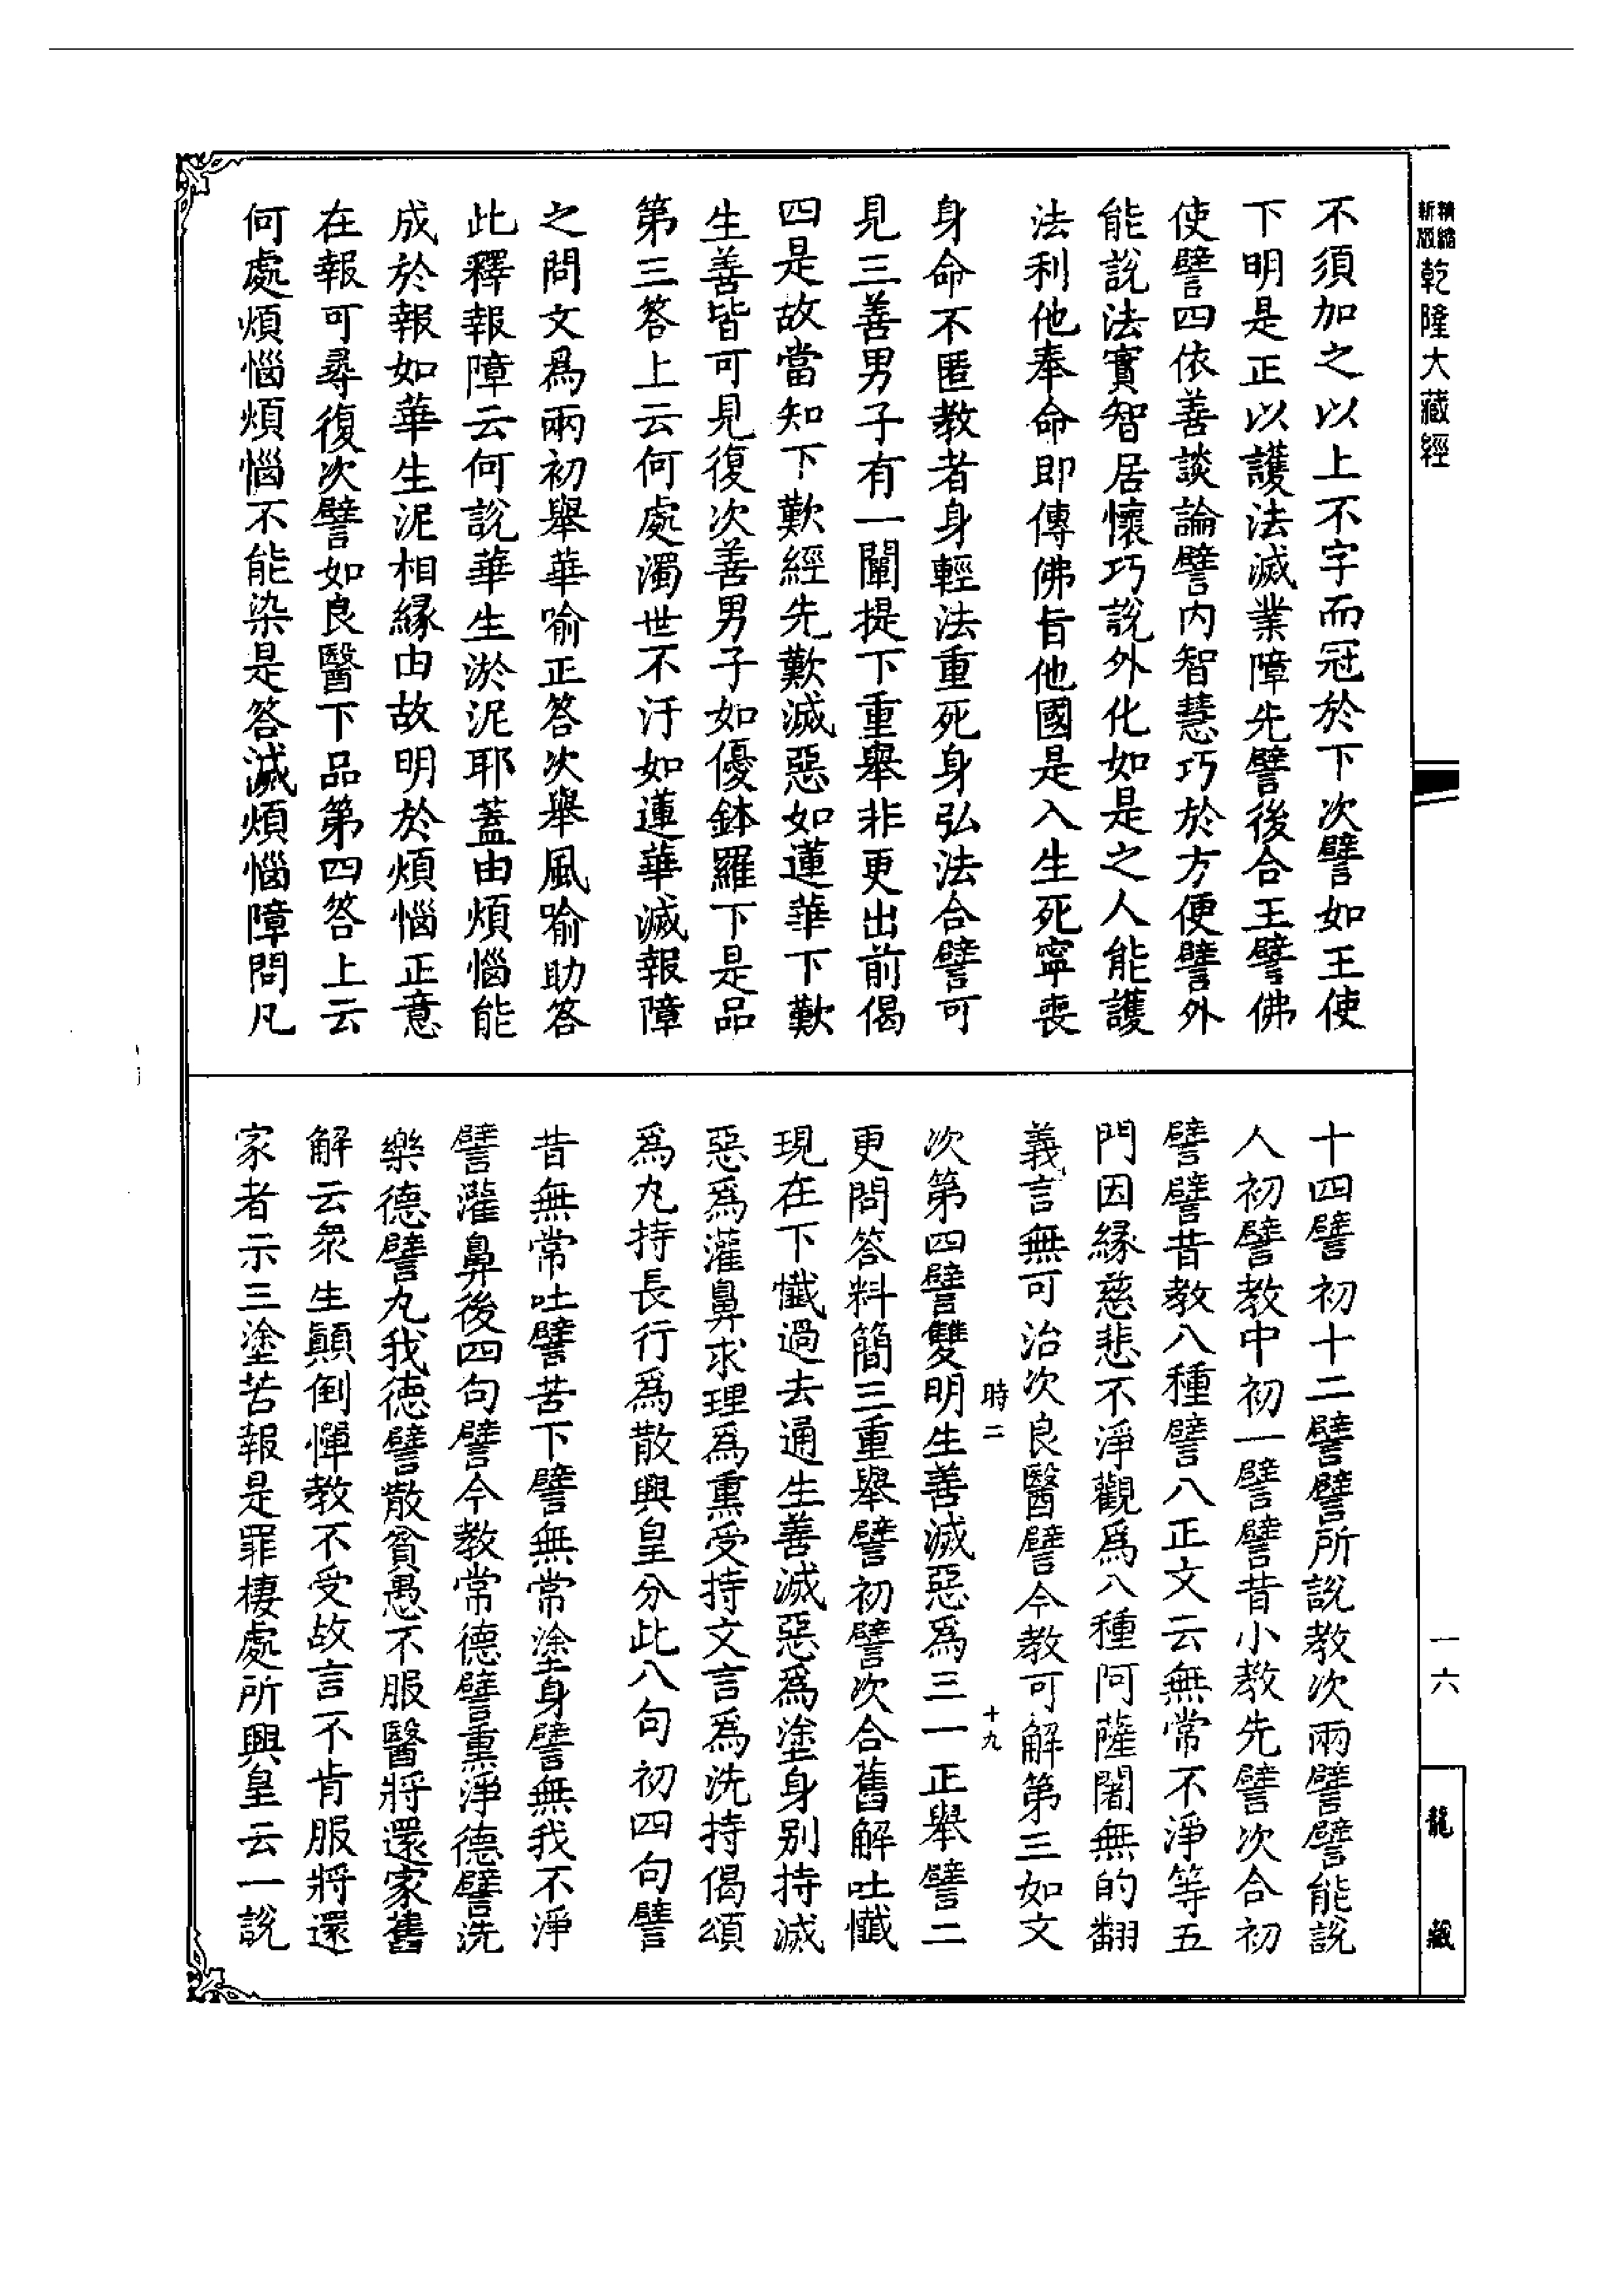 新縮精版乾隆大藏經
不須加之以上不字而冠於下次譬如王使
下明是正以護法滅業障先譬後合王譬佛
使譬四依善談論譬内智慧巧於方便譬外
能說法實智居懷巧說外化如是之人能護
法利他奉命即傳佛旨他國是入生死寧喪
身命不匿教者身輕法重死身弘法合譬可
見三善男子有一闡提下重舉非更出前偈
四是故當知下歎經先歎滅惡如蓮華下歎
生善皆可見復次善男子如優鉢羅下是品
第三答上云何處濁世不汙如蓮華滅報障
之問文爲兩初舉華喻正答次舉風喻助答
此釋報障云何說華生淤泥耶蓋由煩惱能
成於報如華生泥相緣由故明於煩惱正意
在報可尋復次譬如良醫下品第四答上云
何處煩惱煩惱不能染是答滅煩惱障問凡
十四譬初十二譬譬所說教次兩譬譬能說
人初譬教中初一譬譬昔小教先譬次合初
譬譬昔教八種譬八正文云無常不淨等五
門因緣慈悲不淨觀爲八種阿薩闍無的翻
義言無可治次良醫譬今教可解第三如文
時二
十九
次第四譬雙明生善滅惡爲三一正舉譬二
更問答料簡三重舉譬初譬次合舊解吐懺
現在下懺過去通生善滅惡爲塗身別持滅
惡爲灌鼻求理爲熏受持文言爲洗持偈頌
爲丸持長行爲散興皇分此八句初四句譬
昔無常吐譬苦下譬無常塗身譬無我不淨
譬灌鼻後四句譬今教常德譬熏淨德譬洗
樂德譬丸我德譬散貧愚不服醫將還家舊
解云衆生顚倒憚教不受故言不肯服將還
家者示三塗苦報是罪棲處所興皇云一說
一六
龍藏